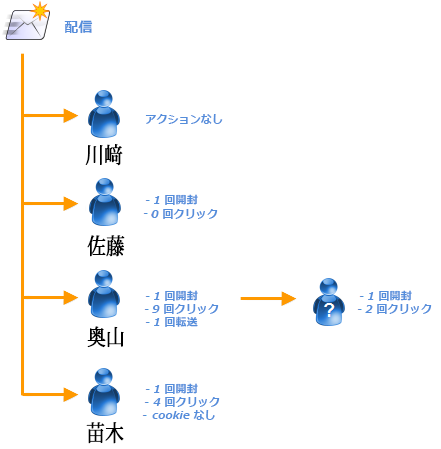 配信
アクションなし
川﨑
- 1 回開封
- 0 回クリック
佐藤
- 1 回開封
- 9 回クリック
- 1 回転送
奥山
?
- 1 回開封
- 2 回クリック
- 1 回開封
- 4 回クリック
- cookie なし
苗木